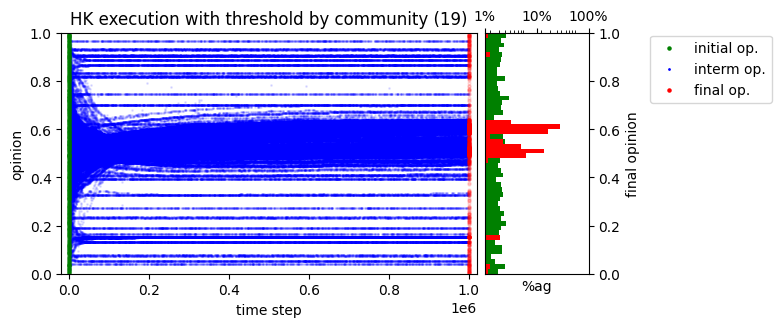 HK execution with threshold by community (19)
1% 10% 100%
initial op.
interm op.
final op.
1.0 1.0
0.8 0.8
0.6 0.6
0.4 0.4
0.2 0.2
0.0 0.0
opinion
final opinion
0.0 0.2 0.4 0.6 0.8 1.0
1e6
time step
%ag